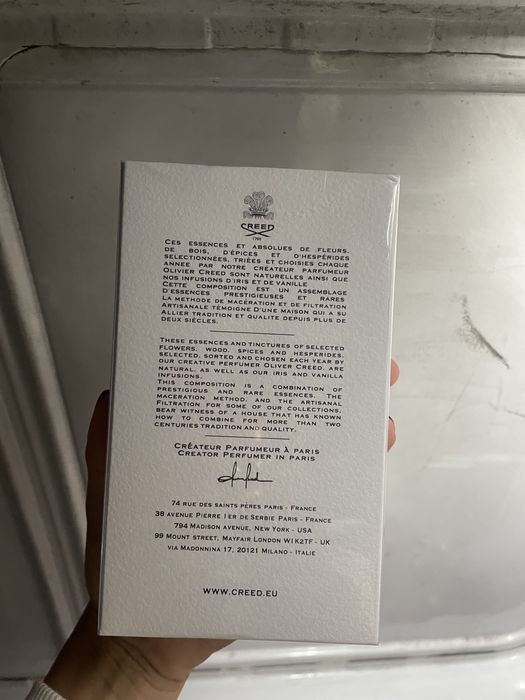 CREED
1760
CES ESSENCES ET ABSOLUES DE FLEURS,
DE BOIS, D'ÉPICES ET D'HESPÉRIDES
SELECTIONNÉES, TRIÉES ET CHOISIES CHAQUE
ANNÉE PAR NOTRE CRÉATEUR PARFUMEUR
OLIVIER CREED SONT NATURELLES AINSI QUE
NOS INFUSIONS D'IRIS ET DE VANILLE
CETTE COMPOSITION EST UN ASSEMBLAGE
D'ESSENCES PRESTIGIEUSES ET RARES
LA METHODE DE MACÉRATION ET DE FILTRATION
ARTISANALE TÉMOIGNE D'UNE MAISON QUI A SU
ALLIER TRADITION ET QUALITE DEPUIS PLUS DE
DEUX SIÈCLES.
THESE ESSENCES AND TINCTURES OF SELECTED
FLOWERS, WOOD, SPICES AND HESPERIDES,
SELECTED, SORTED AND CHOSEN EACH YEAR BY
OUR CREATIVE PERFUMER OLIVER CREED, ARE
NATURAL, AS WELL AS OUR IRIS AND VANILLA
INFUSIONS.
THIS COMPOSITION IS A COMBINATION OF
PRESTIGIOUS AND RARE ESSENCES. THE
MACERATION METHOD, AND THE ARTISANAL
FILTRATION FOR SOME OF OUR COLLECTIONS,
BEAR WITNESS OF A HOUSE THAT HAS KNOWN
HOW TO COMBINE FOR MORE THAN TWO
CENTURIES TRADITION AND QUALITY.
CRÉATEUR PARFUMEUR À PARIS
CREATOR PERFUMER IN PARIS
74 RUE DES SAINTS PÈRES PARIS - FRANCE
38 AVENUE PIERRE 1ER DE SERBIE PARIS - FRANCE
794 MADISON AVENUE, NEW YORK - USA
99 MOUNT STREET, MAYFAIR LONDON W1K2TF - UK
VIA MADONNINA 17, 20121 MILANO - ITALIE
WWW.CREED.EU